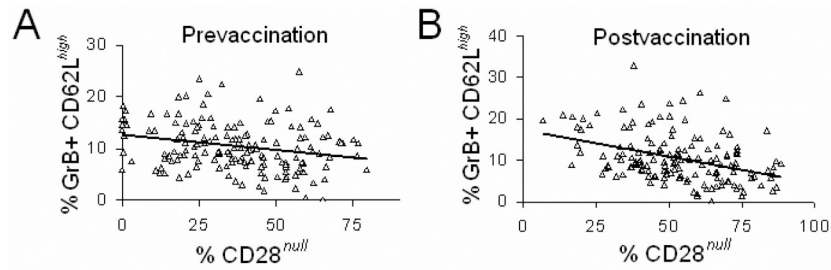 A
Prevaccination
% GrB+ CD62L^high
30
20
10
0
0 25 50 75
% CD28^null
B
Postvaccination
% GrB+ CD62L^high
40
30
20
10
0
0 25 50 75 100
% CD28^null